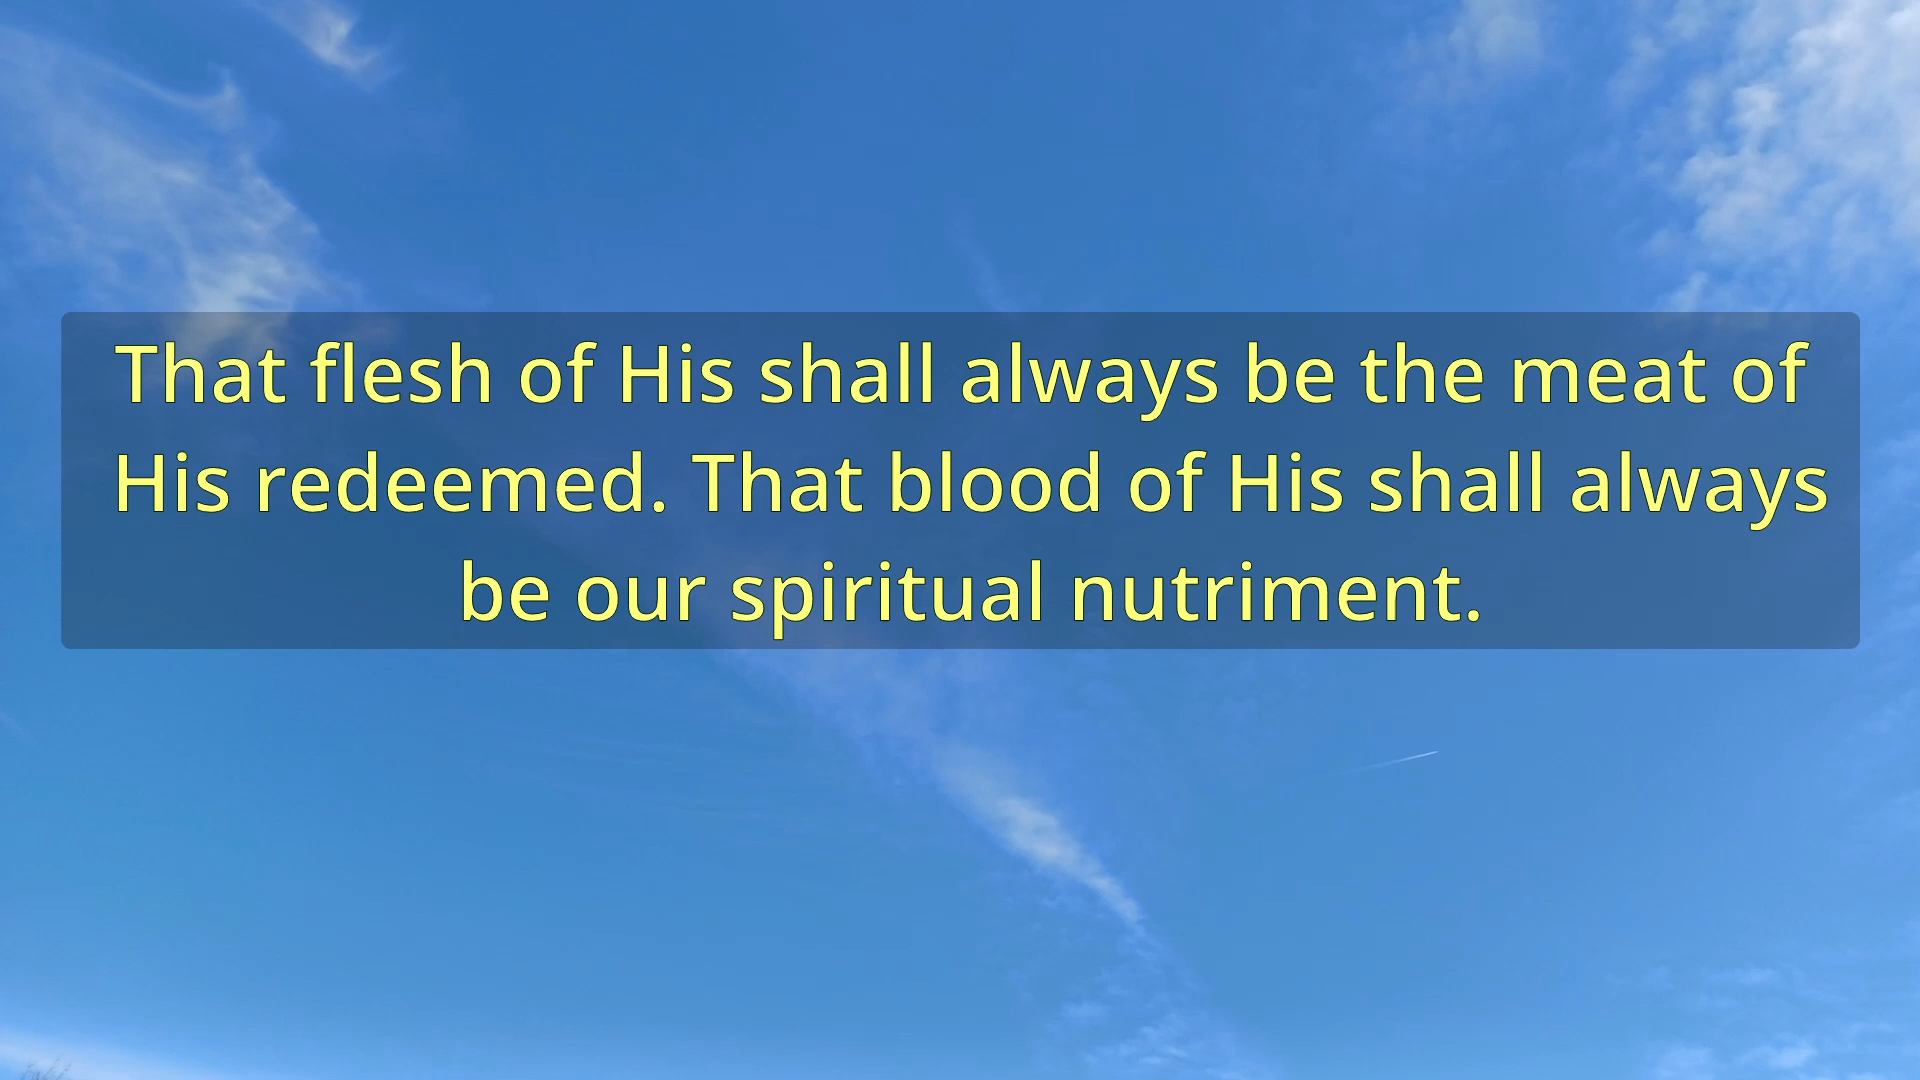 That flesh of His shall always be the meat of
His redeemed. That blood of His shall always
be our spiritual nutriment.